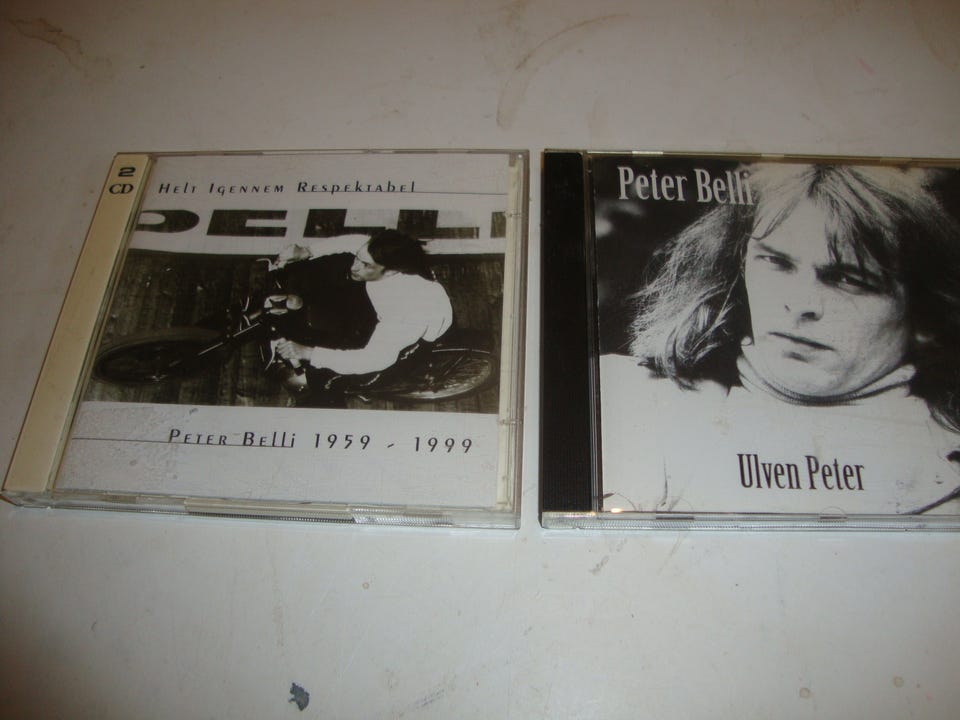 2
CD
Helt Igennem Respektabel
BELLI
Peter Belli 1959 - 1999
Peter Belli
Ulven Peter